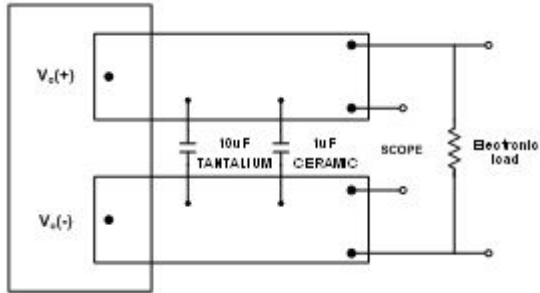 Vo(+)
10uF
TANTALIUM
1uF
CERAMIC
SCOPE
Electronic
load
Vo(-)